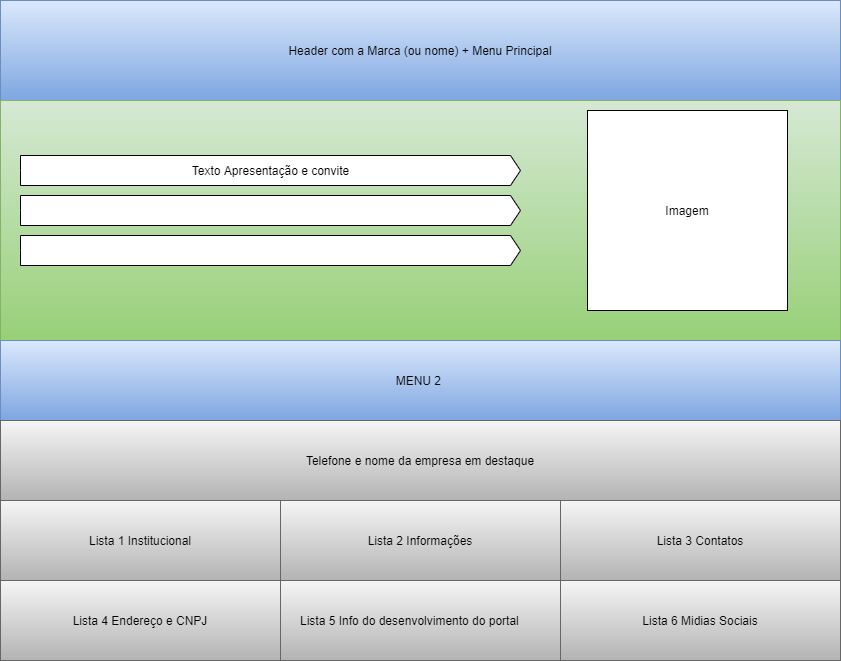 Header com a Marca (ou nome) + Menu Principal
Texto Apresentação e convite
Imagem
MENU 2
Telefone e nome da empresa em destaque
Lista 1 Institucional
Lista 2 Informações
Lista 3 Contatos
Lista 4 Endereço e CNPJ
Lista 5 Info do desenvolvimento do portal
Lista 6 Midias Sociais